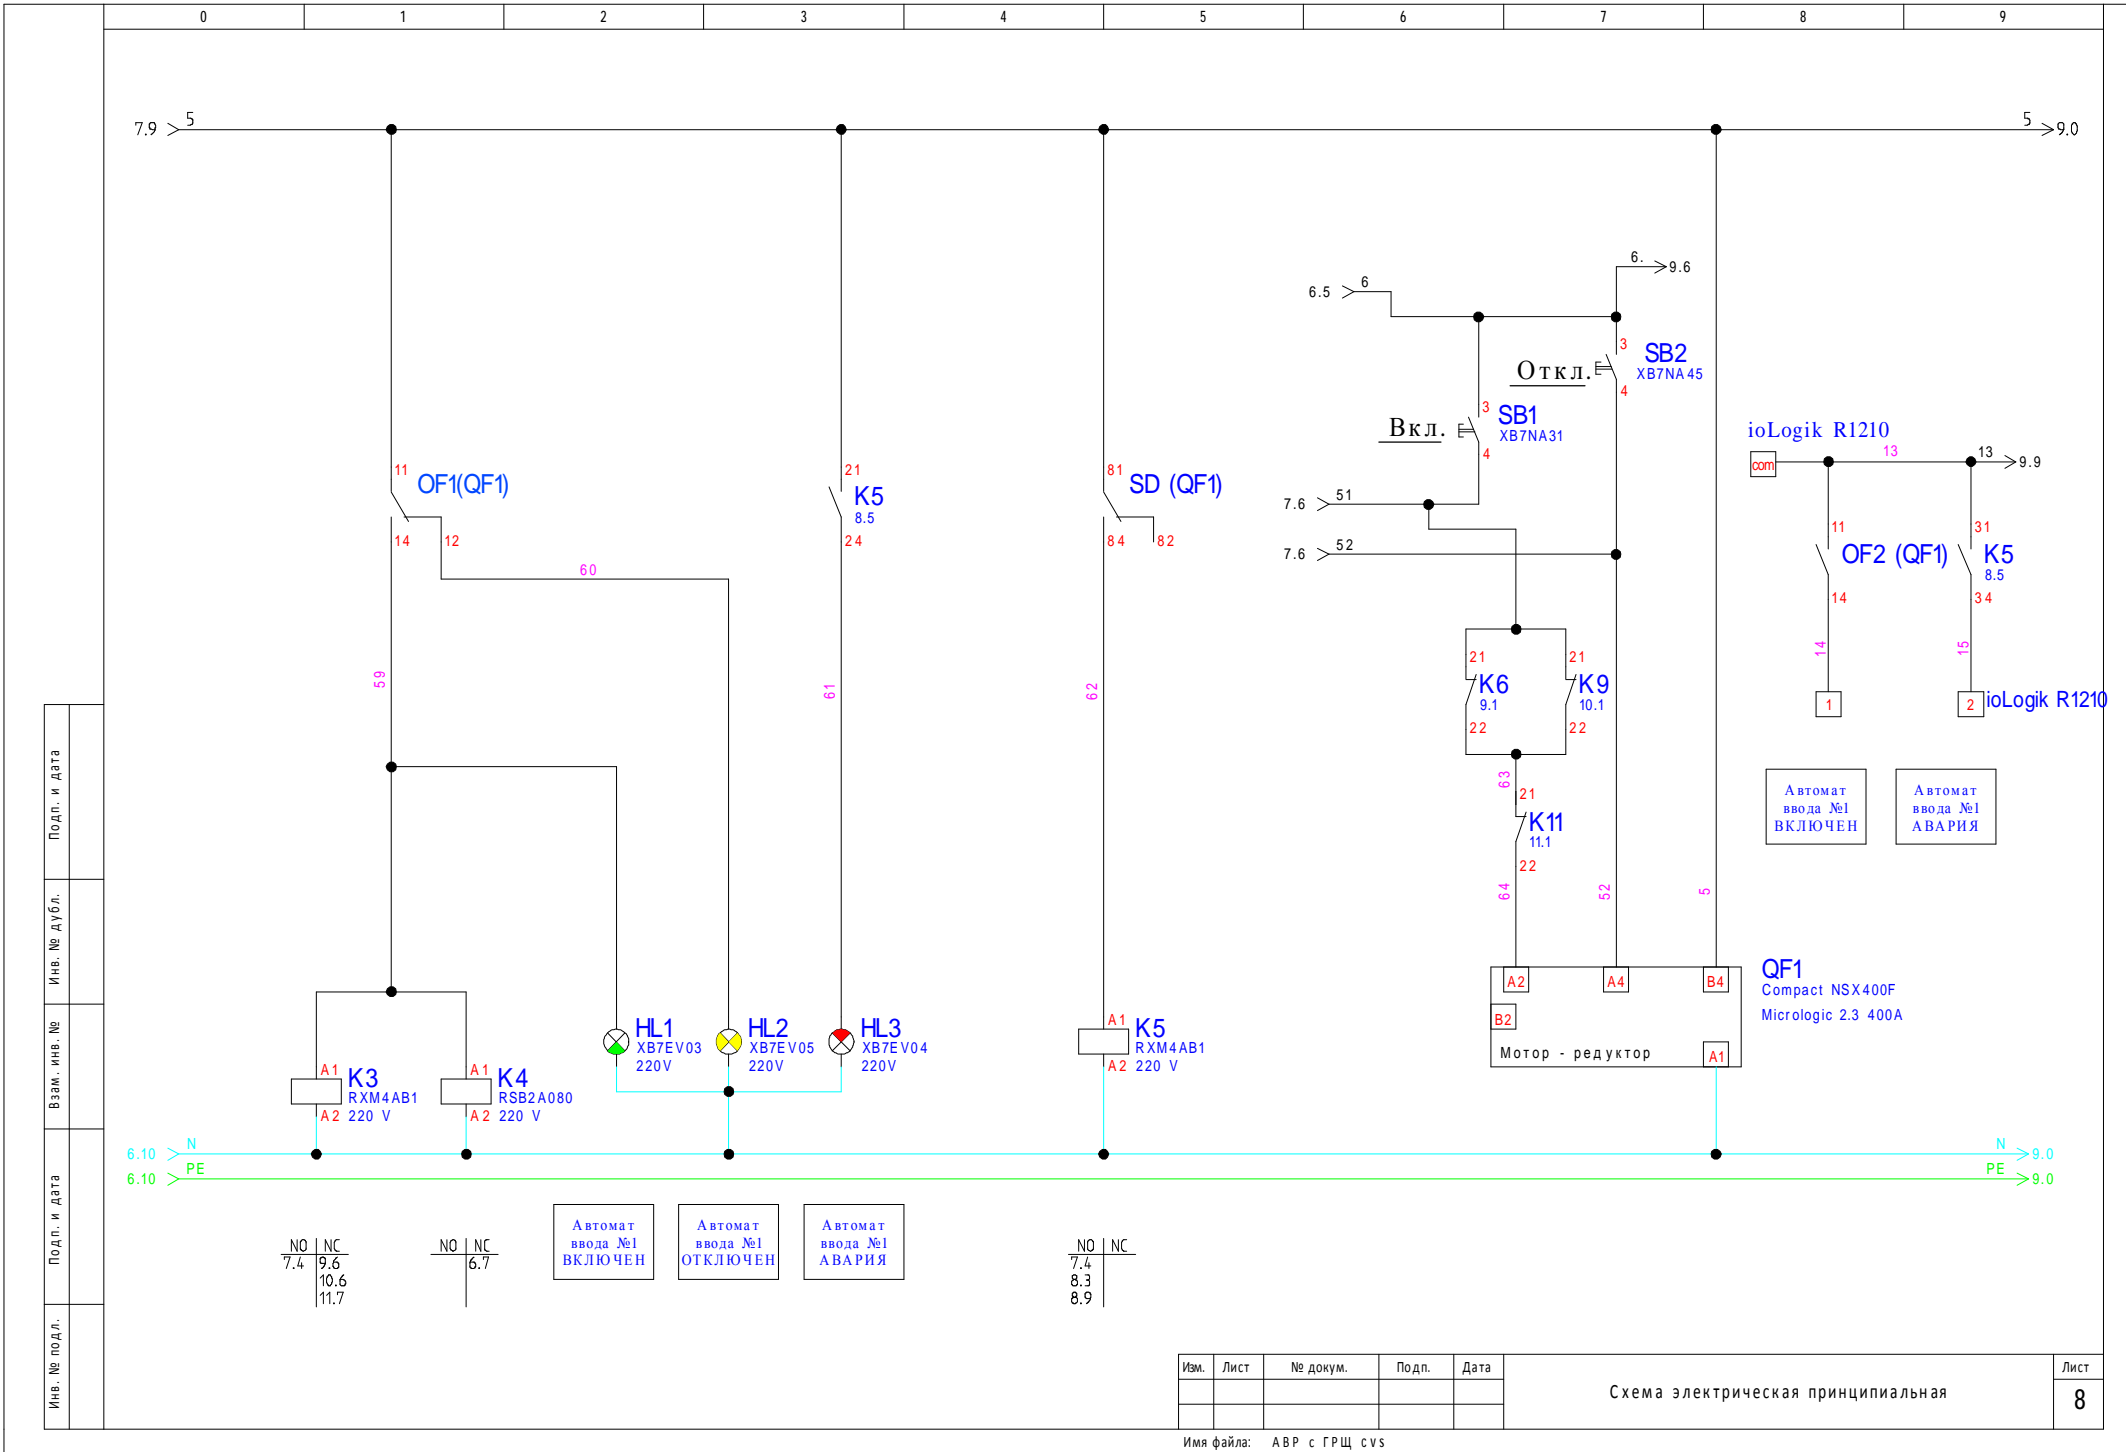 0 1 2 3 4 5 6 7 8 9
7.9 5
5 9.0
6. 9.6
6.5 6
3
SB2
XB7NA45
Откл.
4
3
SB1
XB7NA31
Вкл.
4
ioLogik R1210
com 13 13 9.9
11
OF1(QF1)
14 12
21
K5
8.5
24
81
SD (QF1)
84 82
7.6 51
7.6 52
11
OF2 (QF1)
14
31
K5
8.5
34
60
59
61
62
21
K6
9.1
22
21
K9
10.1
22
14
15
1
2 ioLogik R1210
63
21
K11
11.1
22
64
52
5
Автомат
ввода №1
ВКЛЮЧЕН
Автомат
ввода №1
АВАРИЯ
A2 A4 B4
B2
Мотор - редуктор
A1
QF1
Compact NSX400F
Micrologic 2.3 400A
HL1
XB7EV03
220V
HL2
XB7EV05
220V
HL3
XB7EV04
220V
A1
K5
RXM4AB1
A2 220 V
A1
K3
RXM4AB1
A2 220 V
A1
K4
RSB2A080
A2 220 V
6.10 N
N 9.0
6.10 PE
PE 9.0
NO NC
7.4 9.6
10.6
11.7
NO NC
6.7
Автомат
ввода №1
ВКЛЮЧЕН
Автомат
ввода №1
ОТКЛЮЧЕН
Автомат
ввода №1
АВАРИЯ
NO NC
7.4
8.3
8.9
Подп. и дата
Инв. № дубл.
Взам. инв. №
Подп. и дата
Инв. № подл.
Изм. Лист № докум. Подп. Дата
Схема электрическая принципиальная
Лист
8
Имя файла: АВР с ГРЩ cvs